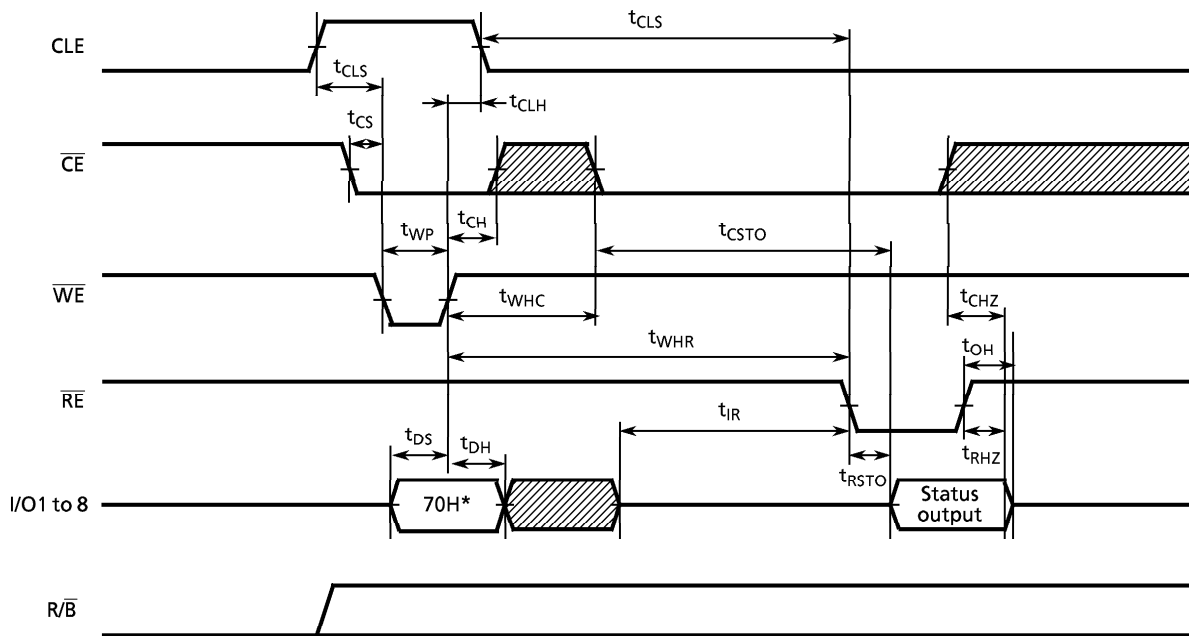 CLE
tCLS
tCLS
tCLH
tCS
CE
tWP
tCH
tCSTO
WE
tWHC
tCHZ
tWHR
tOH
RE
tIR
tDS
tDH
tRSTO
tRHZ
I/O1 to 8
70H*
Status
output
R/B